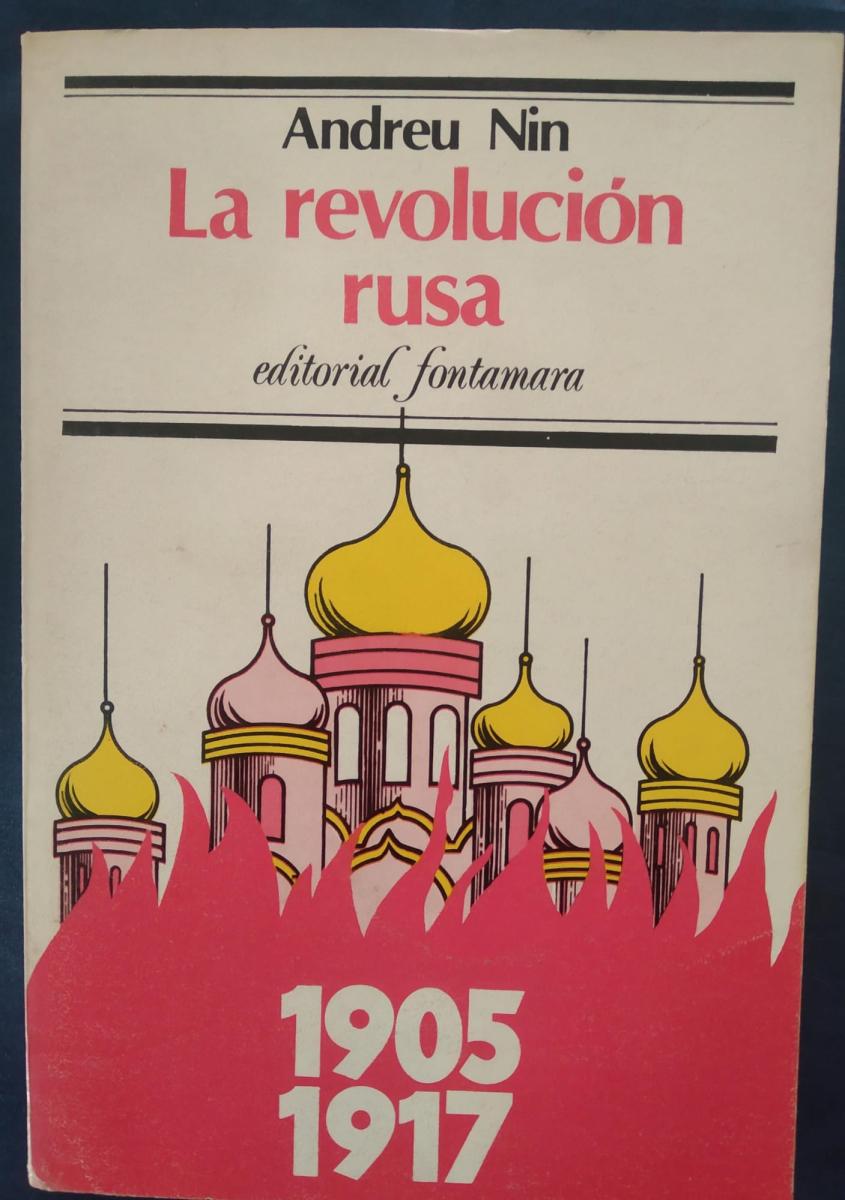 Andreu Nin
La revolución
rusa
editorial fontamara
1905
1917